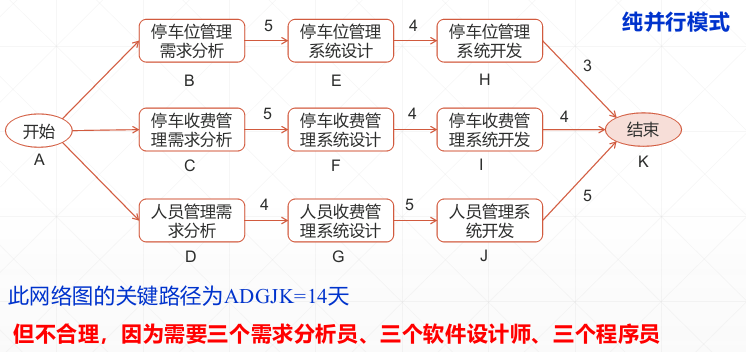 纯并行模式
停车位管理
需求分析
B
5
停车位管理
系统设计
E
4
停车位管理
系统开发
H
3
开始
A
停车收费管
理需求分析
C
5
停车收费管
理系统设计
F
4
停车收费管
理系统开发
I
4
结束
K
人员管理需
求分析
D
4
人员收费管
理系统设计
G
5
人员管理系
统开发
J
5
此网络图的关键路径为ADGJK=14天
但不合理，因为需要三个需求分析员、三个软件设计师、三个程序员